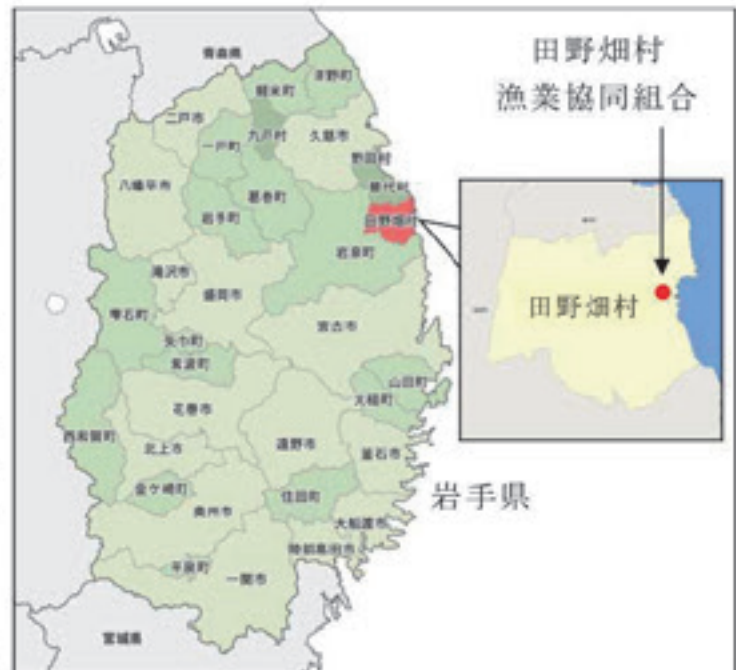 青森県
田野畑村
漁業協同組合
洋野町
軽米町
二戸市
九戸村
久慈市
一戸町
野田村
八幡平市
葛巻町
普代村
岩手町
田野畑村
岩泉町
滝沢市
盛岡市
雫石町
宮古市
矢巾町
紫波町
山田町
大槌町
花巻市
西和賀町
遠野市
北上市
釜石市
金ケ崎町
住田町
奥州市
大船渡市
陸前高田市
平泉町
一関市
宮城県
岩手県
田野畑村